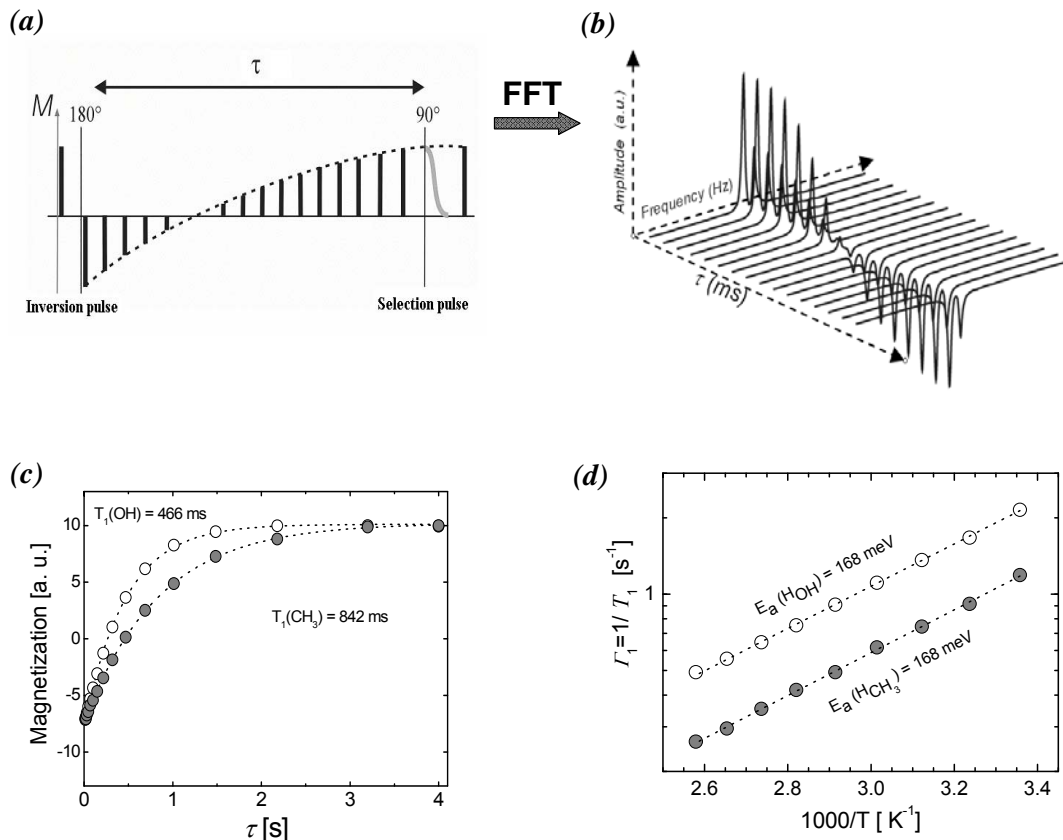 (a)
τ
M
180°
90°
Inversion pulse
Selection pulse
FFT
(b)
Amplitude (a.u.)
Frequency (Hz)
τ (ms)
(c)
T1(OH) = 466 ms
T1(CH3) = 842 ms
Magnetization [a. u.]
10
5
0
-5
-10
0 1 2 3 4
τ [s]
(d)
Γ1=1/T1 [s-1]
1
Ea(HOH) = 168 meV
Ea(HCH3) = 168 meV
2.6 2.8 3.0 3.2 3.4
1000/T [ K-1]